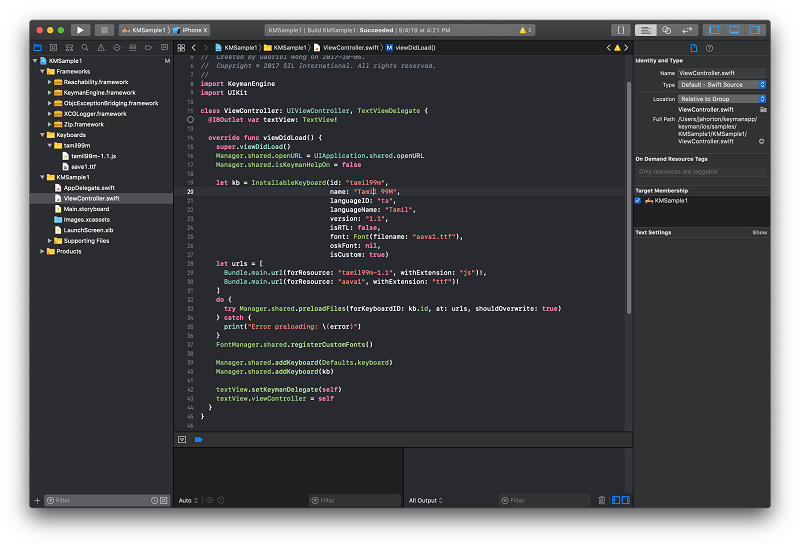 KMSample1 〉 iPhone X
KMSample1 | Build KMSample1: Succeeded | 9/4/19 at 4:21 PM
3
KMSample1
M
Frameworks
Reachability.framework
KeymanEngine.framework
ObjcExceptionBridging.framework
XCGLogger.framework
Zip.framework
Keyboards
tamil99m
tamil99m-1.1.js
aava1.ttf
KMSample1
AppDelegate.swift
ViewController.swift
Main.storyboard
Images.xcassets
LaunchScreen.xib
Supporting Files
Products
Filter
KMSample1 〉 KMSample1 〉 ViewController.swift 〉 M viewDidLoad()
5 // Created by Gabriel Wong on 2017-10-06.
6 // Copyright © 2017 SIL International. All rights reserved.
7 //
8 import KeymanEngine
9 import UIKit
10
11 class ViewController: UIViewController, TextViewDelegate {
@IBOutlet var textView: TextView!
13
14 override func viewDidLoad() {
15 super.viewDidLoad()
16 Manager.shared.openURL = UIApplication.shared.openURL
17 Manager.shared.isKeymanHelpOn = false
18
19 let kb = InstallableKeyboard(id: "tamil99m",
20 name: "Tamil 99M",
21 languageID: "ta",
22 languageName: "Tamil",
23 version: "1.1",
24 isRTL: false,
25 font: Font(filename: "aava1.ttf"),
26 oskFont: nil,
27 isCustom: true)
28 let urls = [
29 Bundle.main.url(forResource: "tamil99m-1.1", withExtension: "js")!,
30 Bundle.main.url(forResource: "aava1", withExtension: "ttf")!
31 ]
32 do {
33 try Manager.shared.preloadFiles(forKeyboardID: kb.id, at: urls, shouldOverwrite: true)
34 } catch {
35 print("Error preloading: \(error)")
36 }
37 FontManager.shared.registerCustomFonts()
38
39 Manager.shared.addKeyboard(Defaults.keyboard)
40 Manager.shared.addKeyboard(kb)
41
42 textView.setKeymanDelegate(self)
43 textView.viewController = self
44 }
45 }
46
Auto
Filter
All Output
Filter
Identity and Type
Name ViewController.swift
Type Default - Swift Source
Location Relative to Group
ViewController.swift
Full Path /Users/jahorton/keymanapp/
keyman/ios/samples/
KMSample1/KMSample1/
ViewController.swift
On Demand Resource Tags
Only resources are taggable
Target Membership
KMSample1
Text Settings
Show